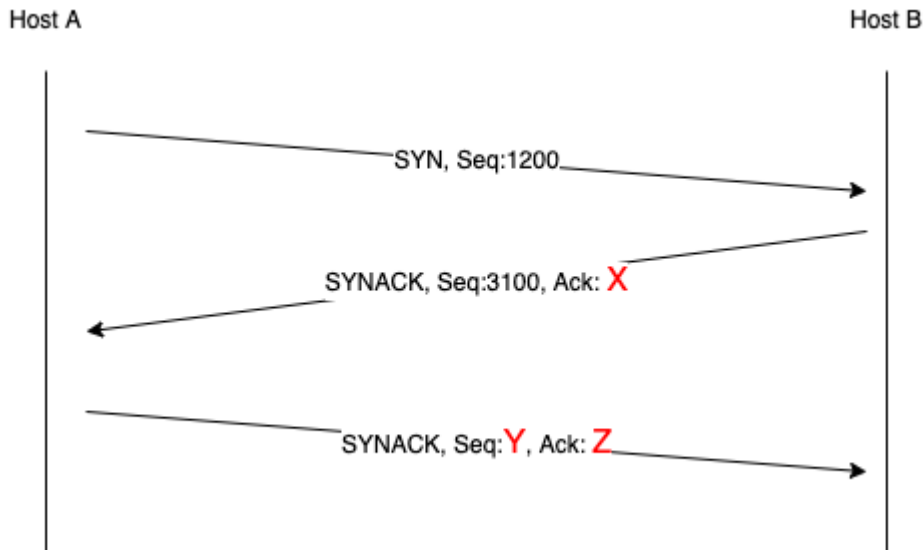 Host A
Host B
SYN, Seq:1200
SYNACK, Seq:3100, Ack: X
SYNACK, Seq:Y, Ack: Z